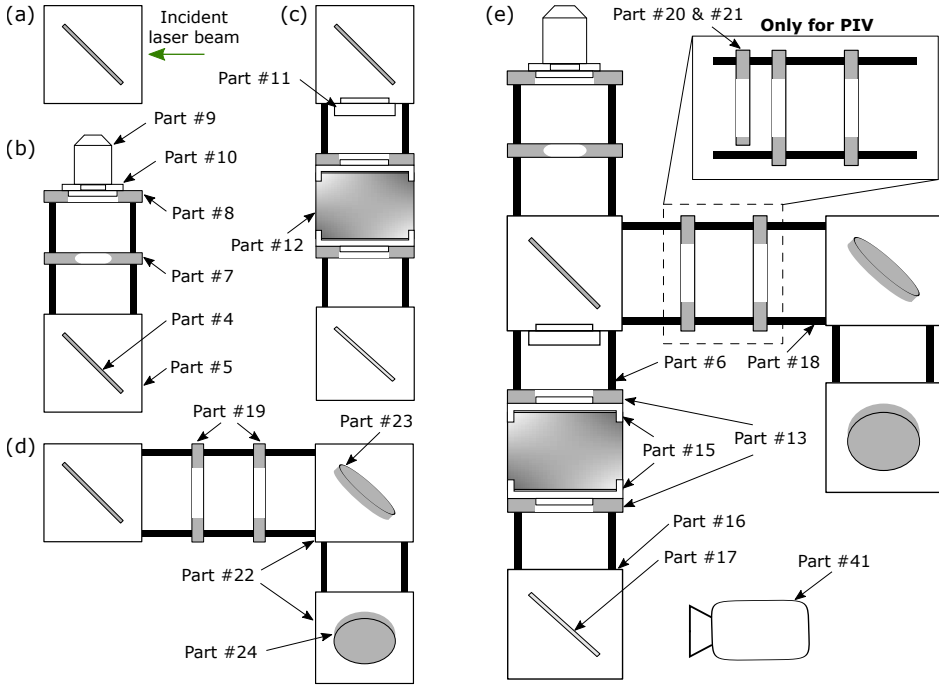 (a)
Incident
laser beam
(b)
Part #9
Part #10
Part #8
Part #7
Part #4
Part #5
(c)
Part #11
Part #12
(d)
Part #19
Part #23
Part #22
Part #24
(e)
Part #20 & #21
Only for PIV
Part #18
Part #6
Part #13
Part #15
Part #16
Part #17
Part #41